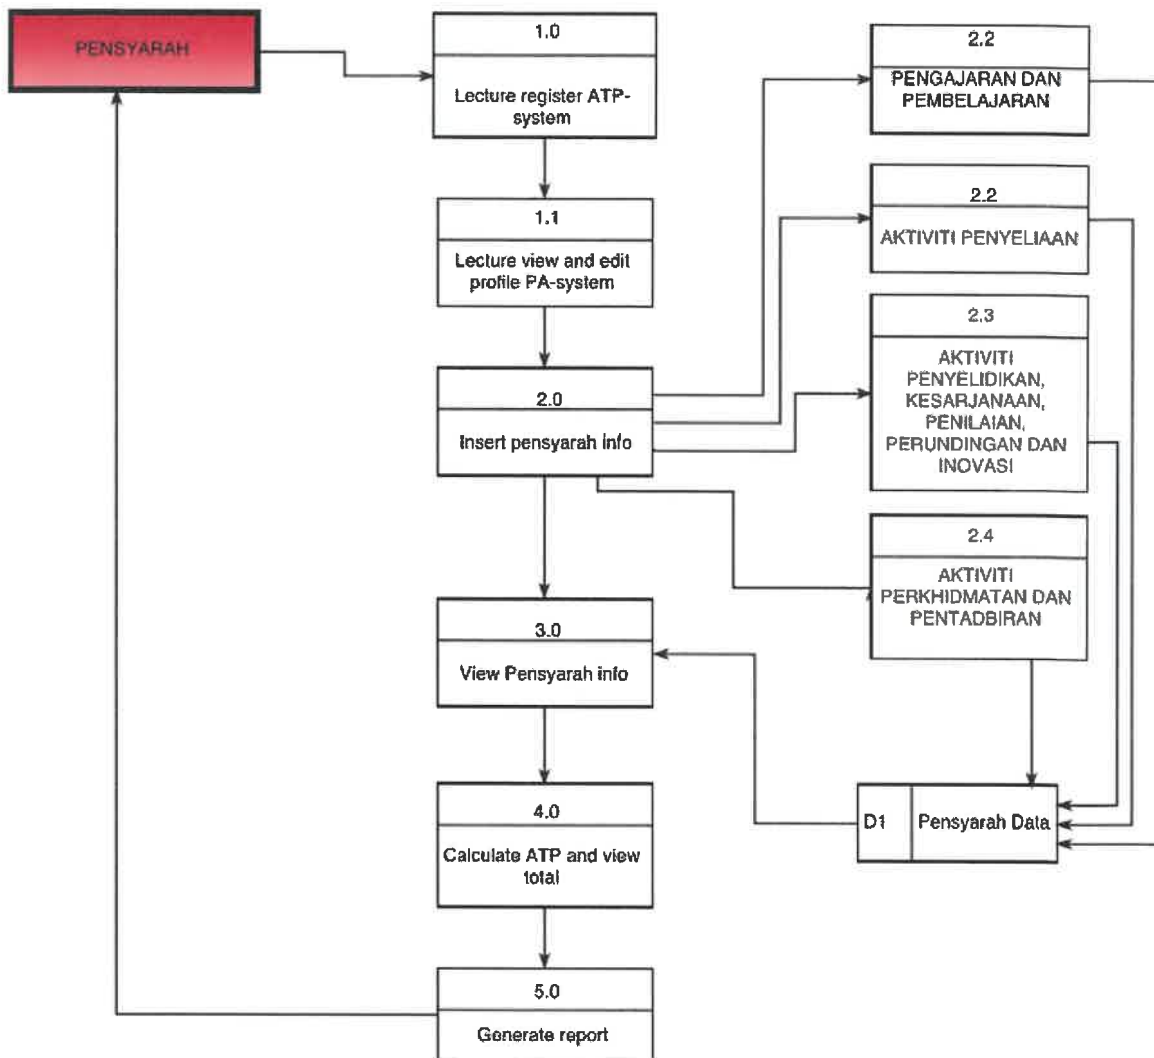 PENSYARAH
1.0
Lecture register ATP-
system
1.1
Lecture view and edit
profile PA-system
2.0
Insert pensyarah info
3.0
View Pensyarah info
4.0
Calculate ATP and view
total
5.0
Generate report
2.2
PENGAJARAN DAN
PEMBELAJARAN
2.2
AKTIVITI PENYELIAAN
2.3
AKTIVITI
PENYELIDIKAN,
KESARJANAAN,
PENILAIAN,
PERUNDINGAN DAN
INOVASI
2.4
AKTIVITI
PERKHIDMATAN DAN
PENTADBIRAN
D1
Pensyarah Data